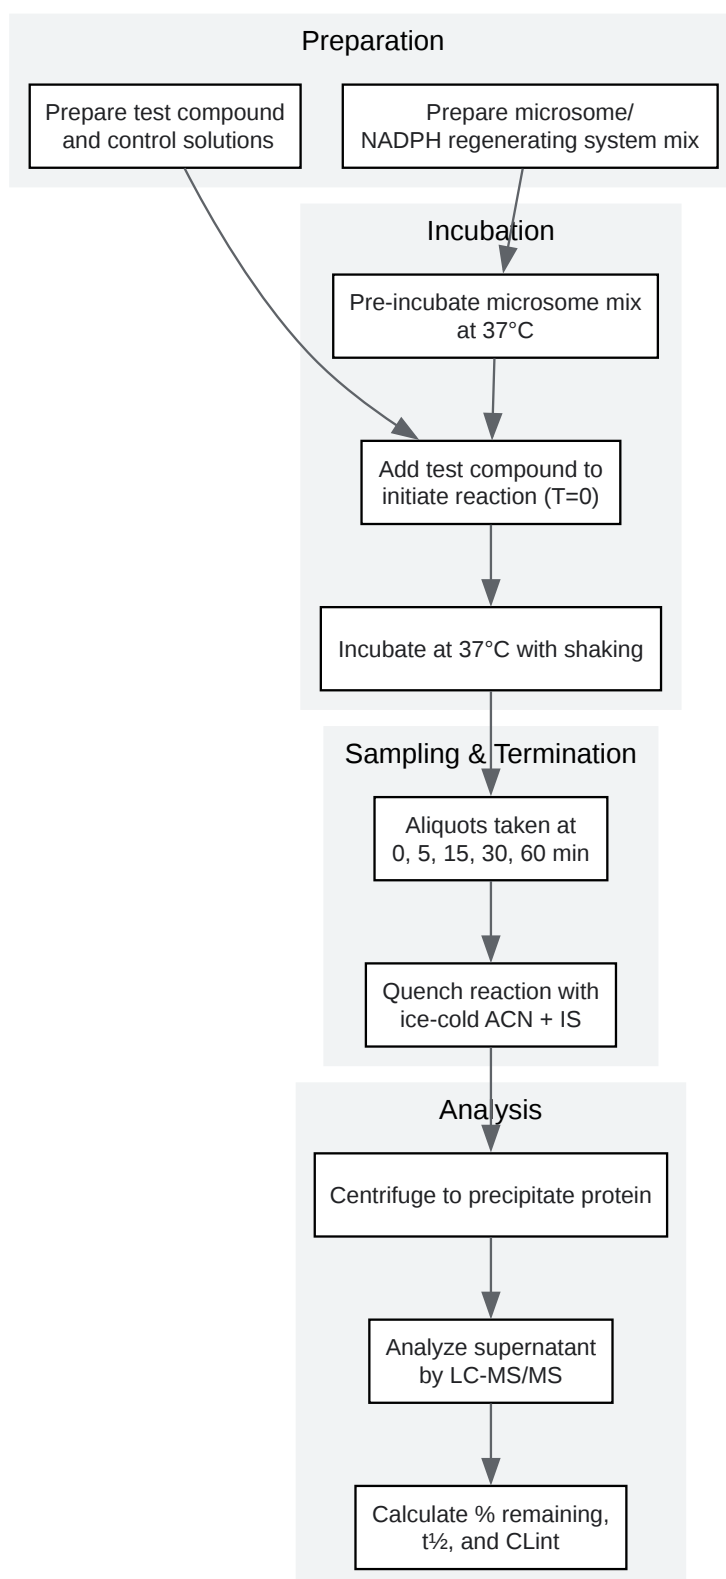 Preparation
Prepare test compound
and control solutions
Prepare microsome/
NADPH regenerating system mix
Incubation
Pre-incubate microsome mix
at 37°C
Add test compound to
initiate reaction (T=0)
Incubate at 37°C with shaking
Sampling & Termination
Aliquots taken at
0, 5, 15, 30, 60 min
Quench reaction with
ice-cold ACN + IS
Analysis
Centrifuge to precipitate protein
Analyze supernatant
by LC-MS/MS
Calculate % remaining,
t½, and CLint